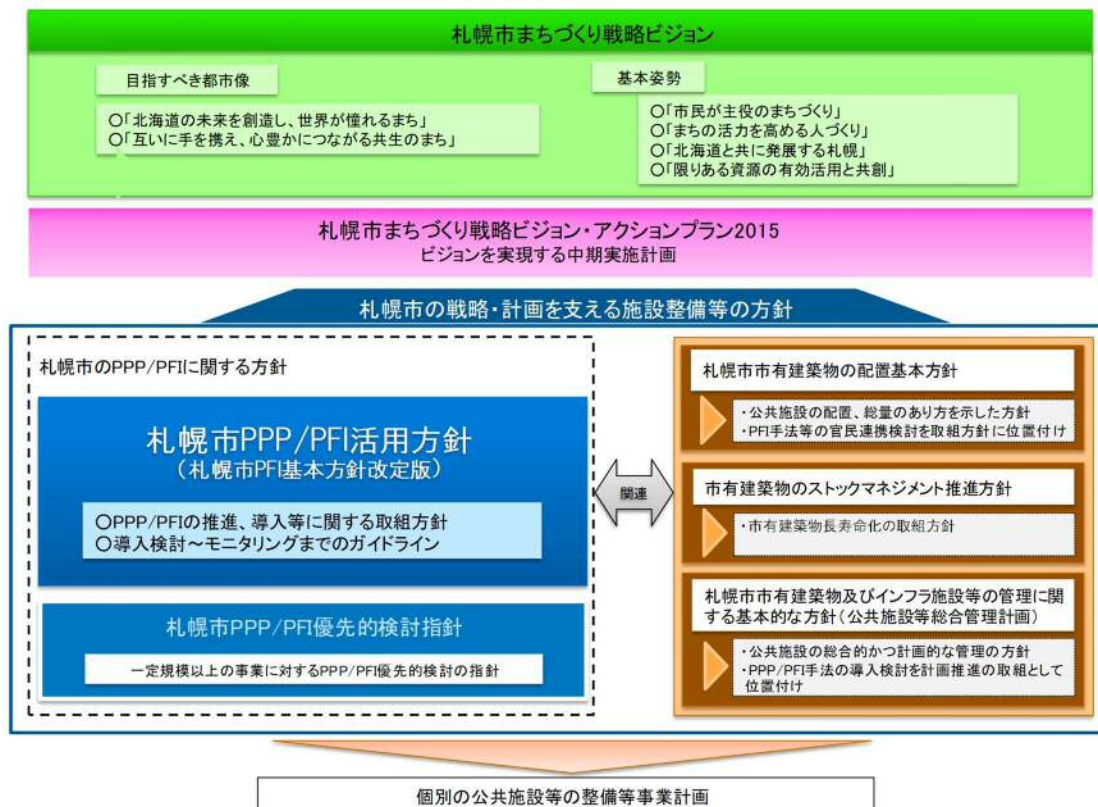 札幌市まちづくり戦略ビジョン
目指すべき都市像
○「北海道の未来を創造し、世界が憧れるまち」
○「互いに手を携え、心豊かにつながる共生のまち」
基本姿勢
○「市民が主役のまちづくり」
○「まちの活力を高める人づくり」
○「北海道と共に発展する札幌」
○「限りある資源の有効活用と共創」
札幌市まちづくり戦略ビジョン・アクションプラン2015
ビジョンを実現する中期実施計画
札幌市の戦略・計画を支える施設整備等の方針
札幌市のPPP/PFIに関する方針
札幌市PPP/PFI活用方針
（札幌市PFI基本方針改定版）
○PPP/PFIの推進、導入等に関する取組方針
○導入検討～モニタリングまでのガイドライン
札幌市PPP/PFI優先的検討指針
一定規模以上の事業に対するPPP/PFI優先的検討の指針
関連
札幌市市有建築物の配置基本方針
・公共施設の配置、総量のあり方を示した方針
・PFI手法等の官民連携検討を取組方針に位置付け
市有建築物のストックマネジメント推進方針
・市有建築物長寿命化の取組方針
札幌市市有建築物及びインフラ施設等の管理に関
する基本的な方針（公共施設等総合管理計画）
・公共施設の総合的かつ計画的な管理の方針
・PPP/PFI手法の導入検討を計画推進の取組として
位置付け
個別の公共施設等の整備等事業計画